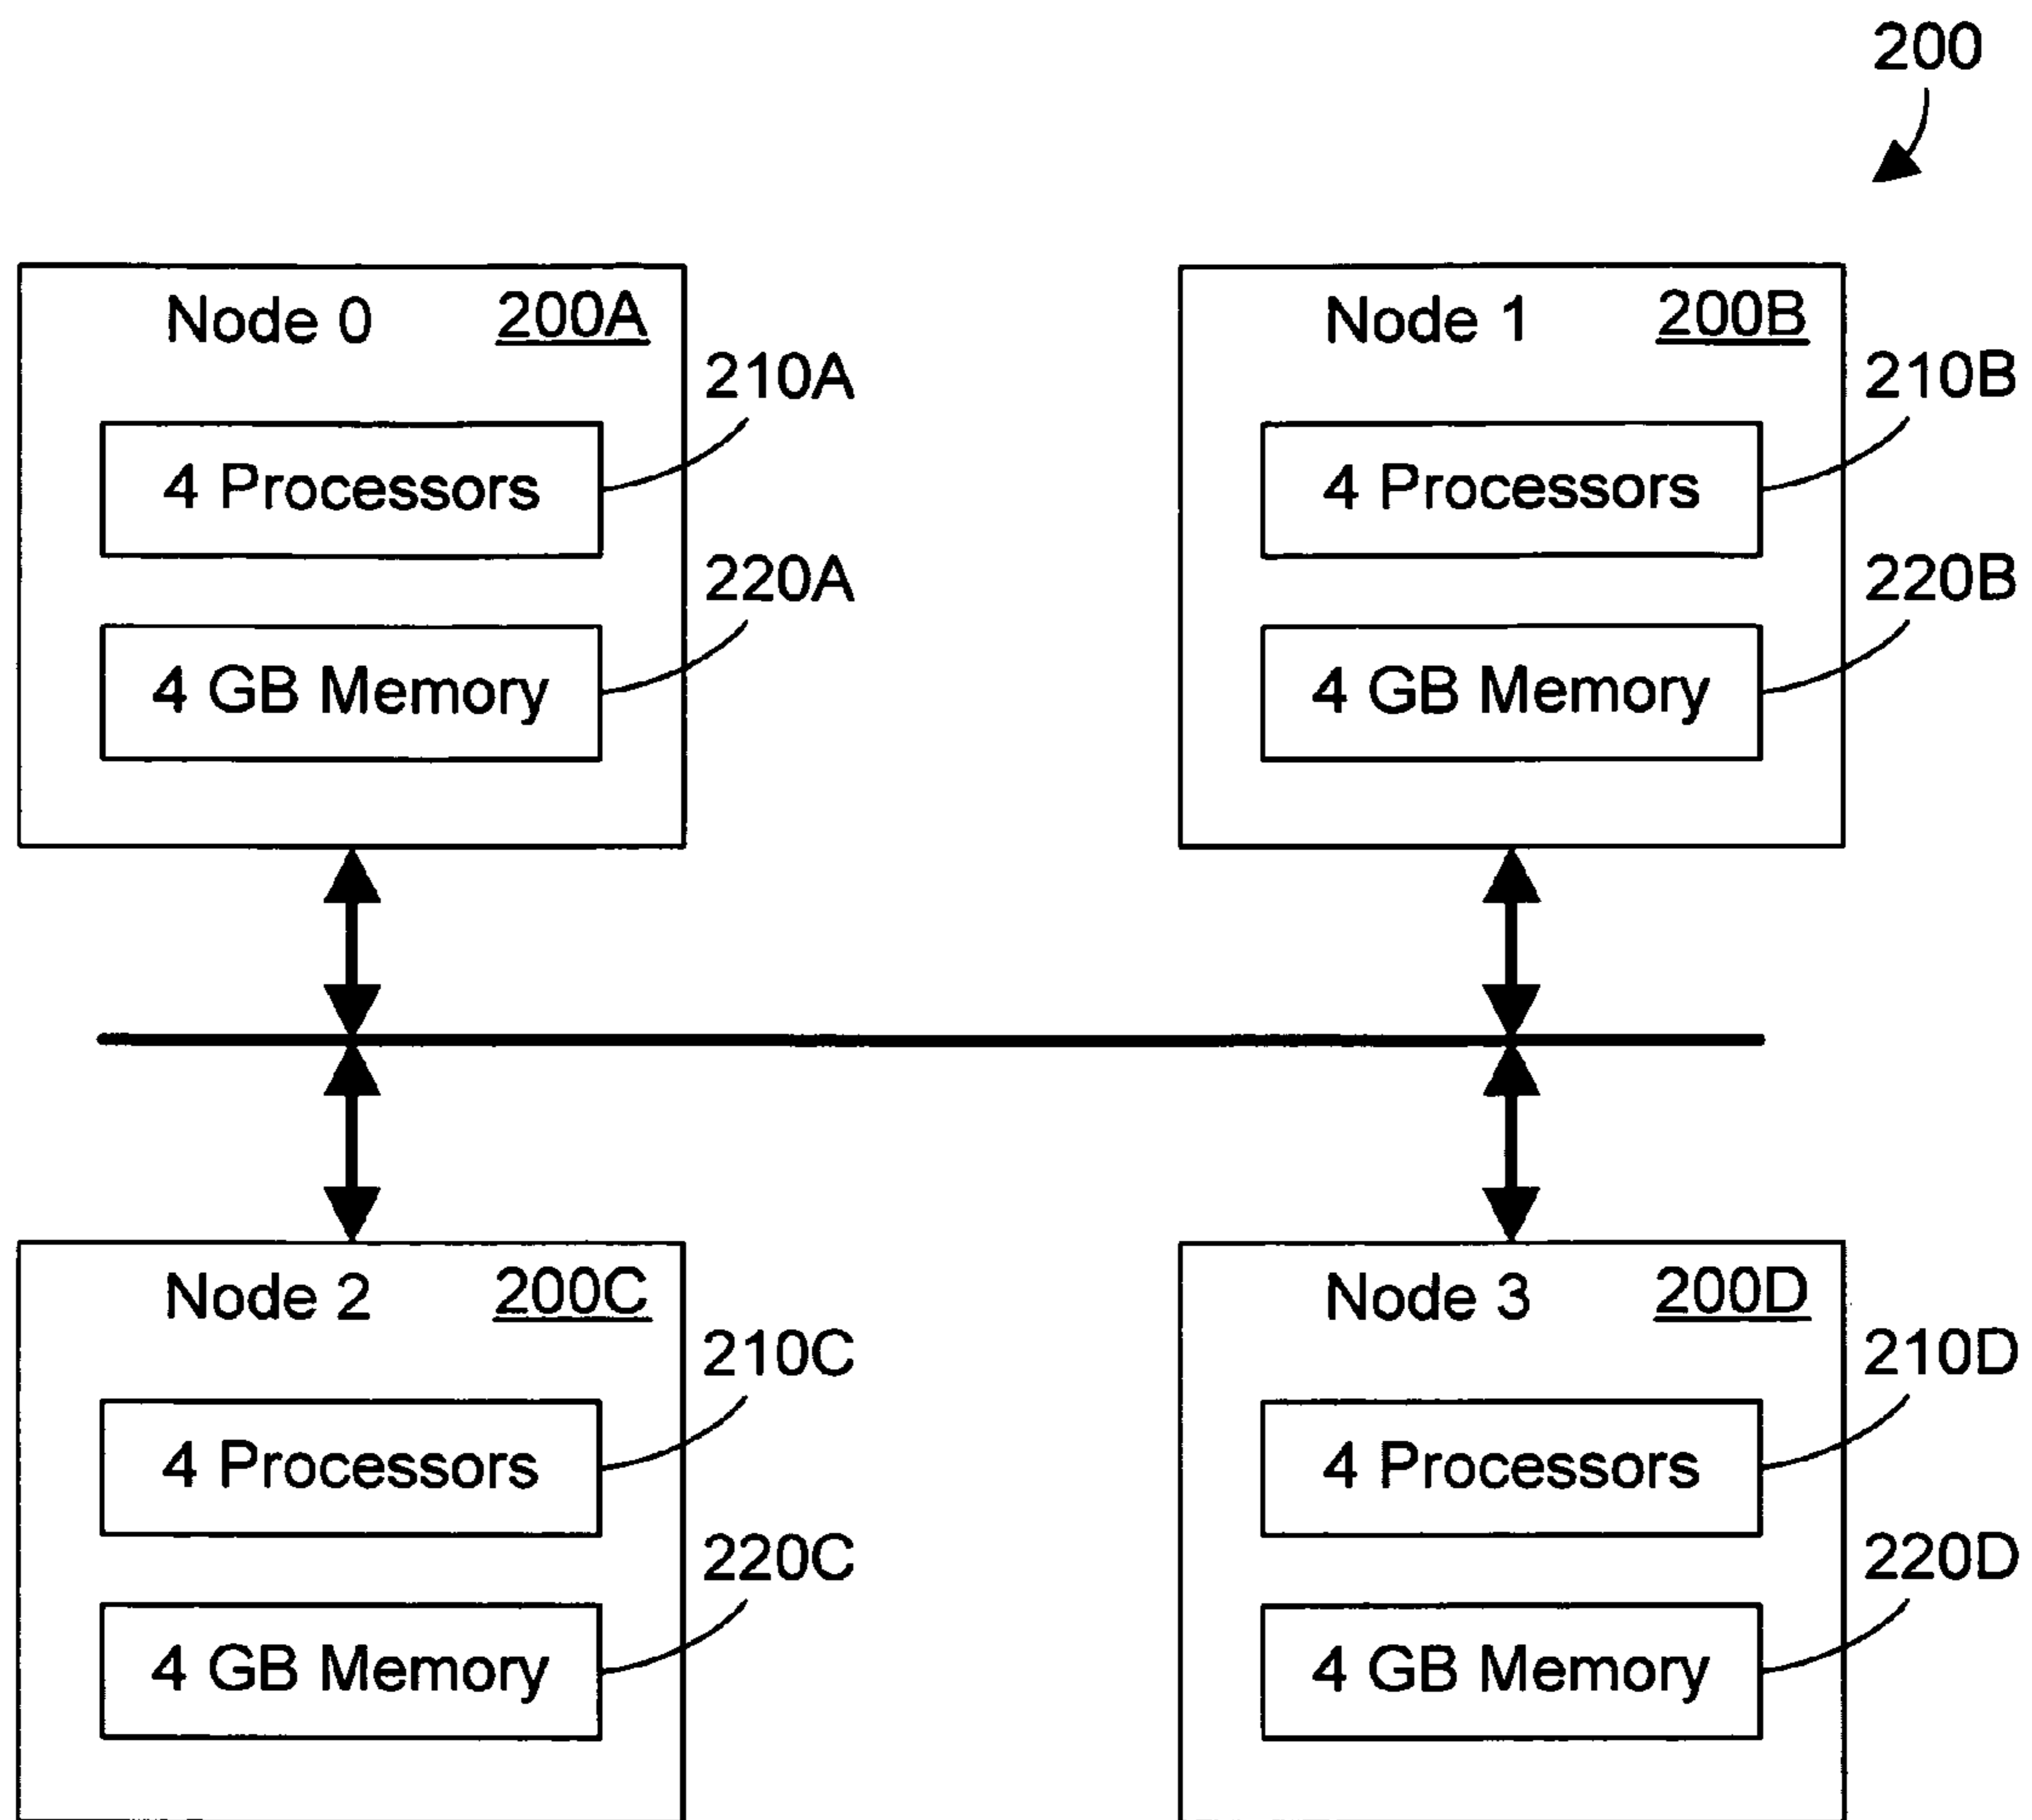 200
Node 0 200A
210A
4 Processors
220A
4 GB Memory
Node 1 200B
210B
4 Processors
220B
4 GB Memory
Node 2 200C
210C
4 Processors
220C
4 GB Memory
Node 3 200D
210D
4 Processors
220D
4 GB Memory